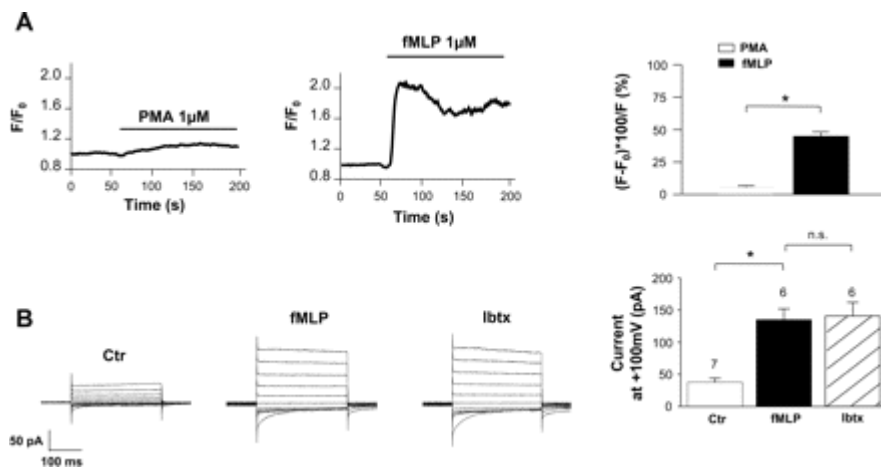 A
PMA 1µM
F/F0
2.0
1.6
1.2
0.8
0 50 100 150 200
Time (s)
fMLP 1µM
F/F0
2.0
1.6
1.2
0.8
0 50 100 150 200
Time (s)
PMA
fMLP
(F-F0)*100/F (%)
100
75
50
25
0
*
B
Ctr
fMLP
Ibtx
50 pA
100 ms
Current
at +100mV (pA)
200
150
100
50
0
*
n.s.
7
6
6
Ctr fMLP Ibtx